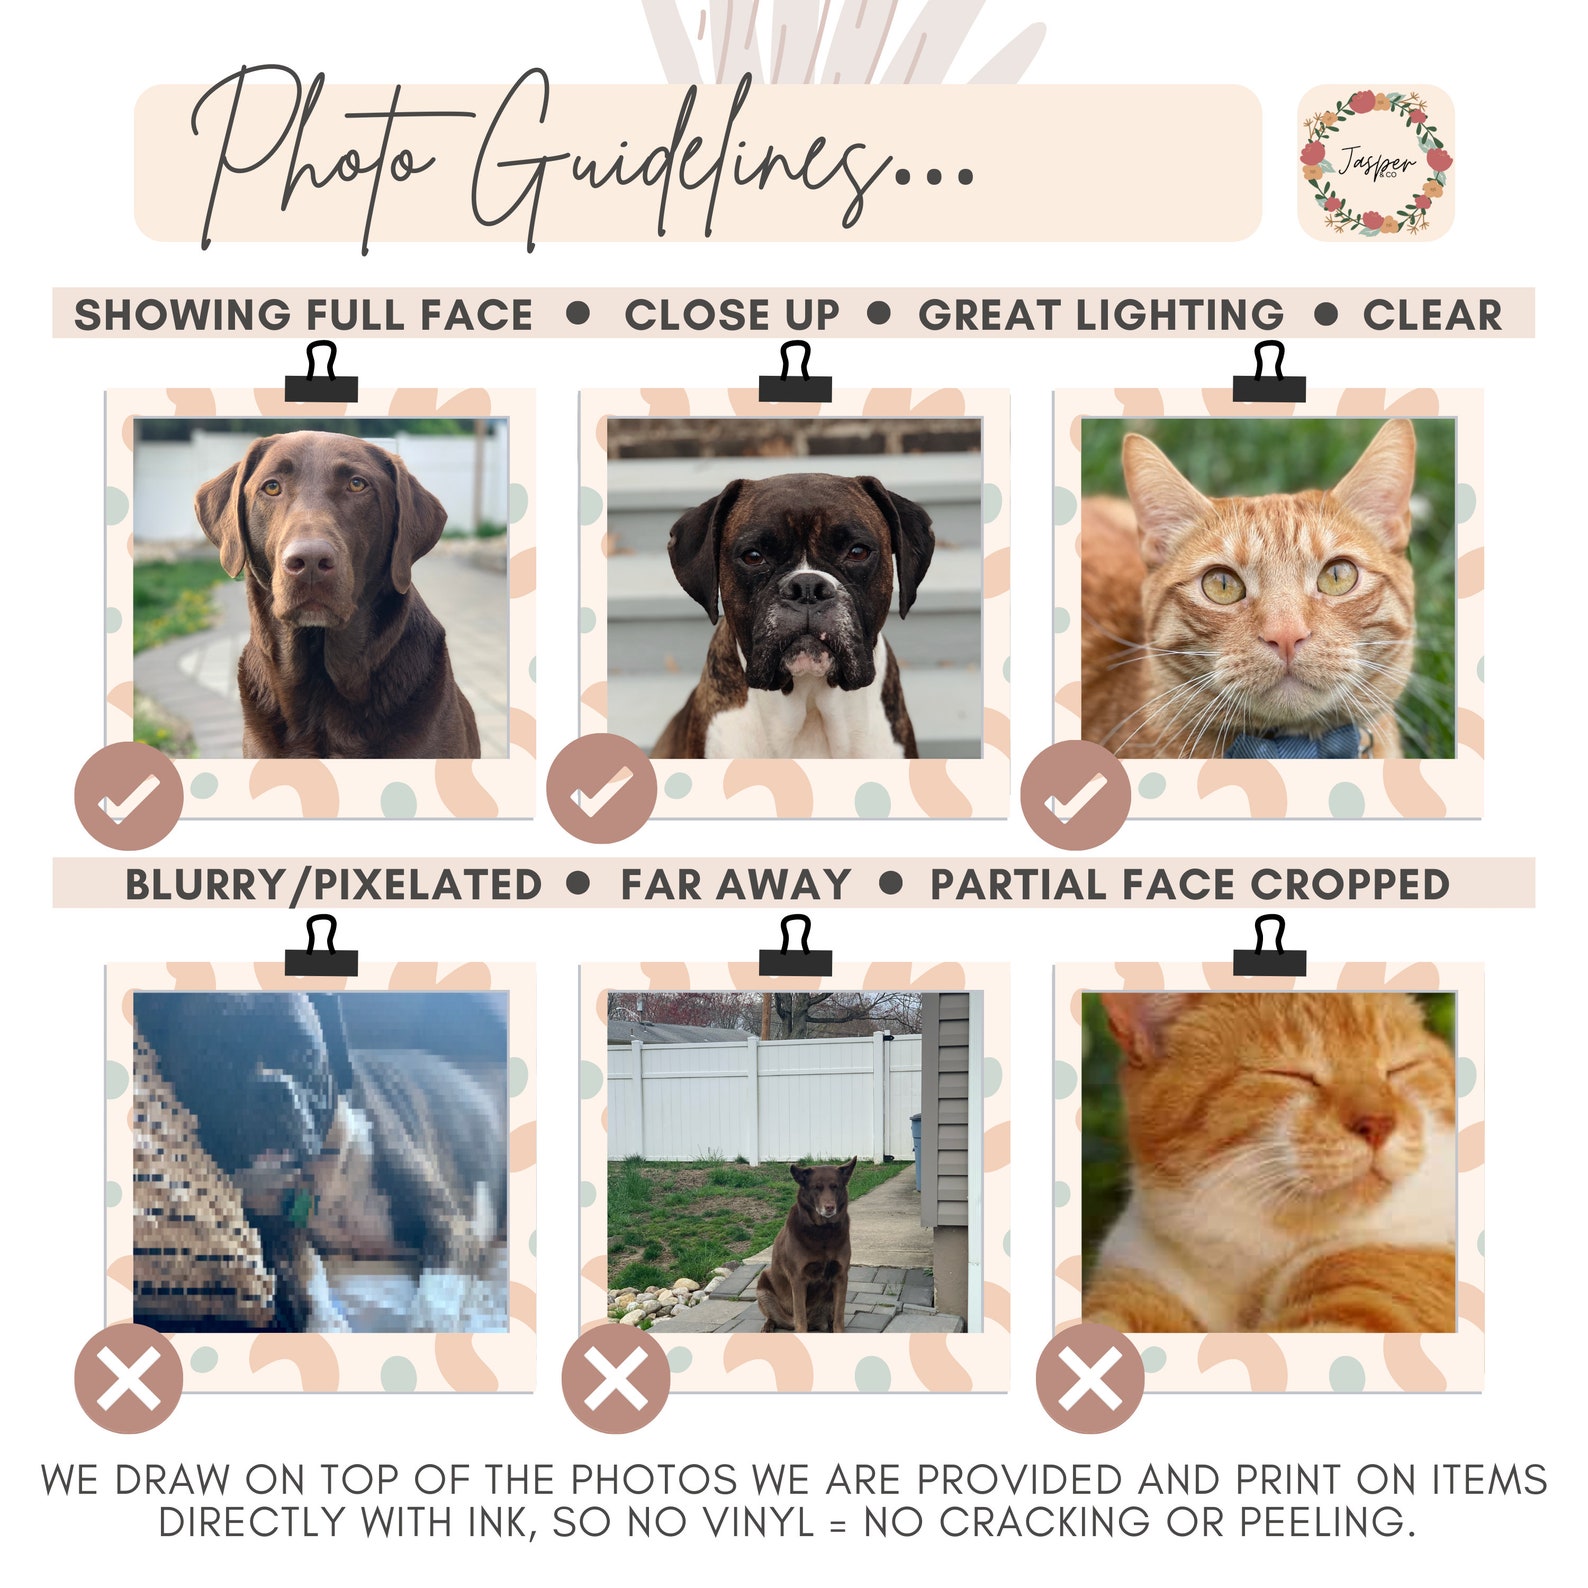 Photo Guidelines...
Jasper
& CO
SHOWING FULL FACE • CLOSE UP • GREAT LIGHTING • CLEAR
BLURRY/PIXELATED • FAR AWAY • PARTIAL FACE CROPPED
WE DRAW ON TOP OF THE PHOTOS WE ARE PROVIDED AND PRINT ON ITEMS
DIRECTLY WITH INK, SO NO VINYL = NO CRACKING OR PEELING.